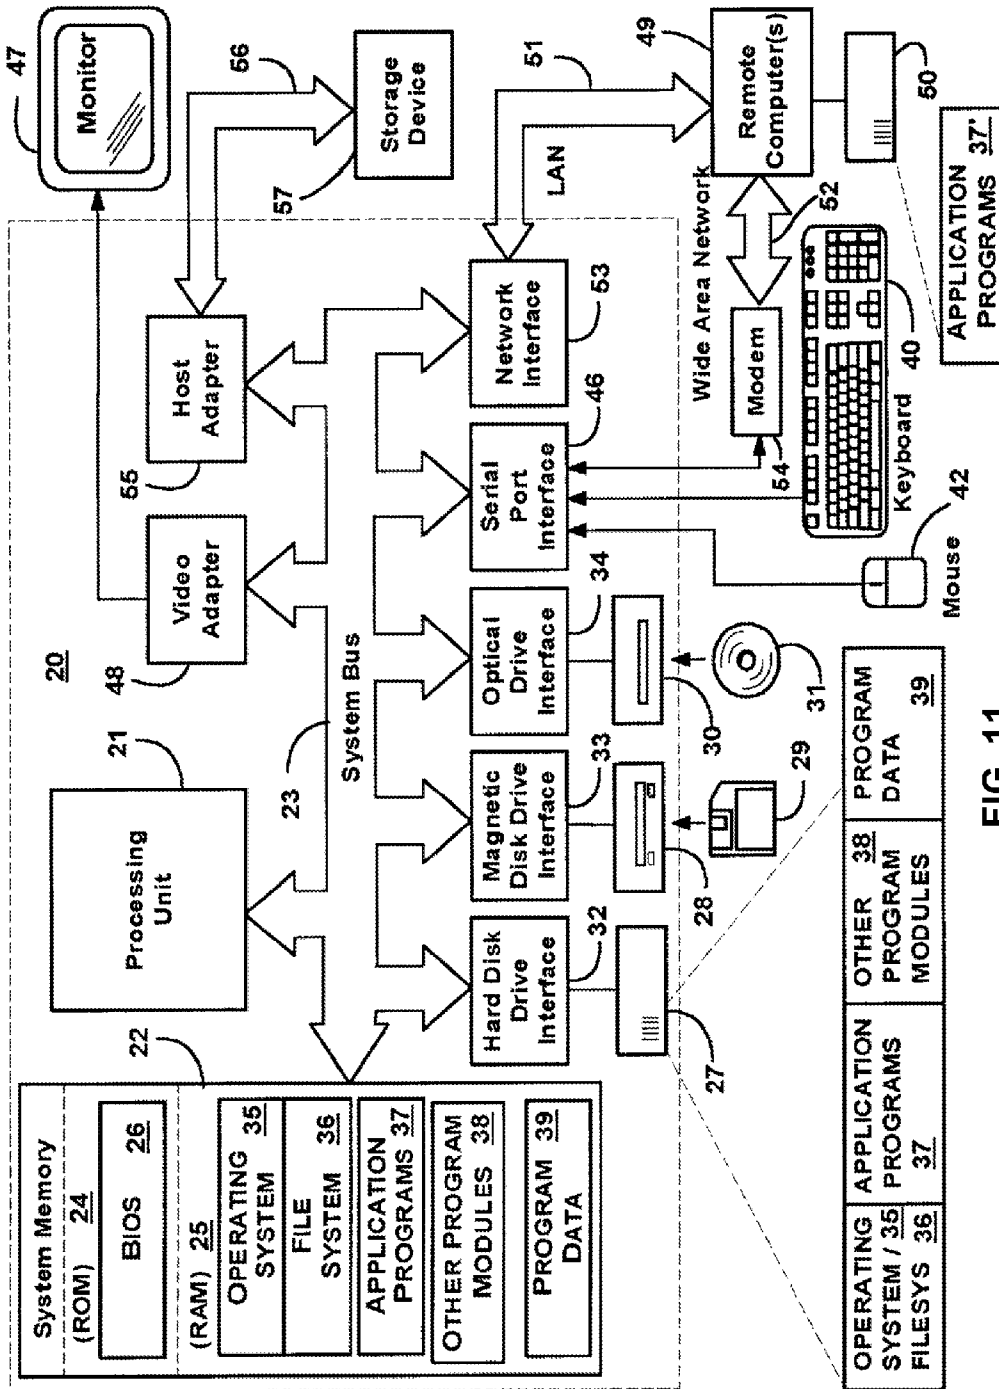 System Memory
(ROM) 24
BIOS 26
(RAM) 25
OPERATING
SYSTEM 35
FILE
SYSTEM 36
APPLICATION
PROGRAMS 37
OTHER PROGRAM
MODULES 38
PROGRAM
DATA 39
22
Processing
Unit
21
20
Video
Adapter
48
Host
Adapter
55
47
Monitor
56
Storage
Device
57
23
System Bus
Hard Disk
Drive
Interface
32
Magnetic
Disk Drive
Interface
33
Optical
Drive
Interface
34
Serial
Port
Interface
46
Network
Interface
53
LAN
51
49
Remote
Computer(s)
Wide Area Network
52
Modem
54
50
27
28
29
30
31
Mouse
42
Keyboard
40
APPLICATION
PROGRAMS 37'
OPERATING
SYSTEM / 35
FILESYS 36
APPLICATION
PROGRAMS
37
OTHER 38
PROGRAM
MODULES
PROGRAM
DATA
39
FIG. 11